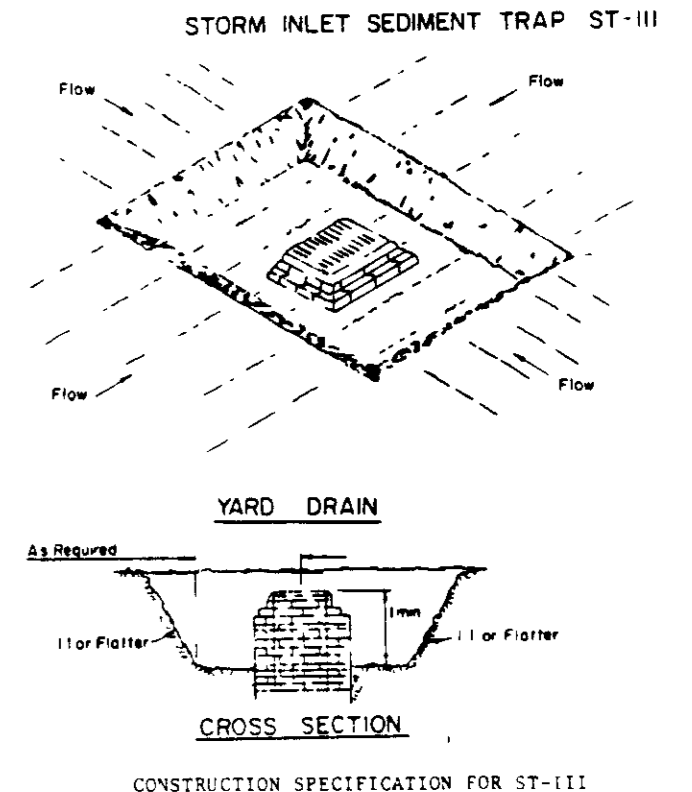 STORM INLET SEDIMENT TRAP ST-III
Flow
Flow
Flow
Flow
YARD DRAIN
As Required
1 min
1:1 or Flatter
1:1 or Flatter
CROSS SECTION
CONSTRUCTION SPECIFICATION FOR ST-III